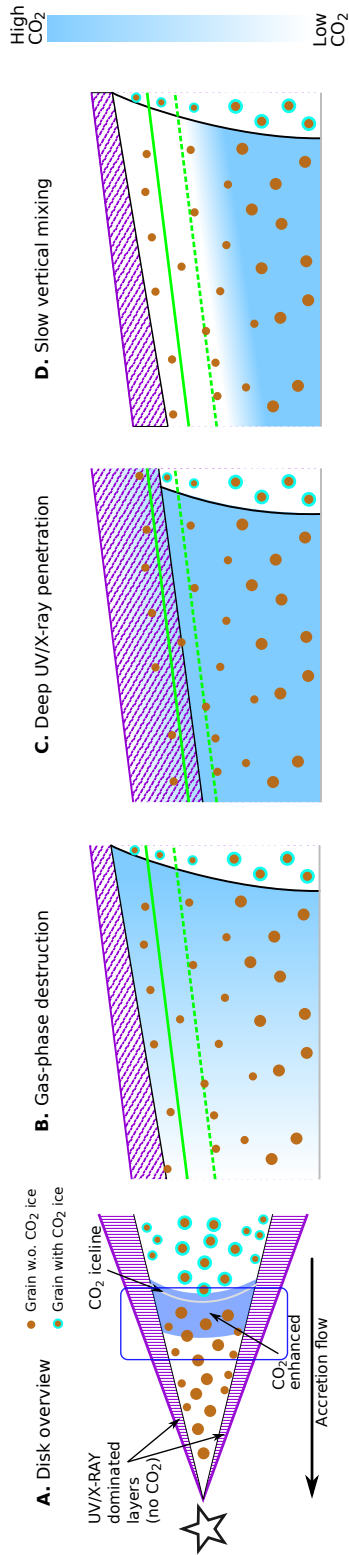 A. Disk overview
Grain w.o. CO2 ice
Grain with CO2 ice
UV/X-RAY
dominated
layers
(no CO2)
CO2 iceline
CO2
enhanced
Accretion flow
B. Gas-phase destruction
C. Deep UV/X-ray penetration
D. Slow vertical mixing
High
CO2
Low
CO2